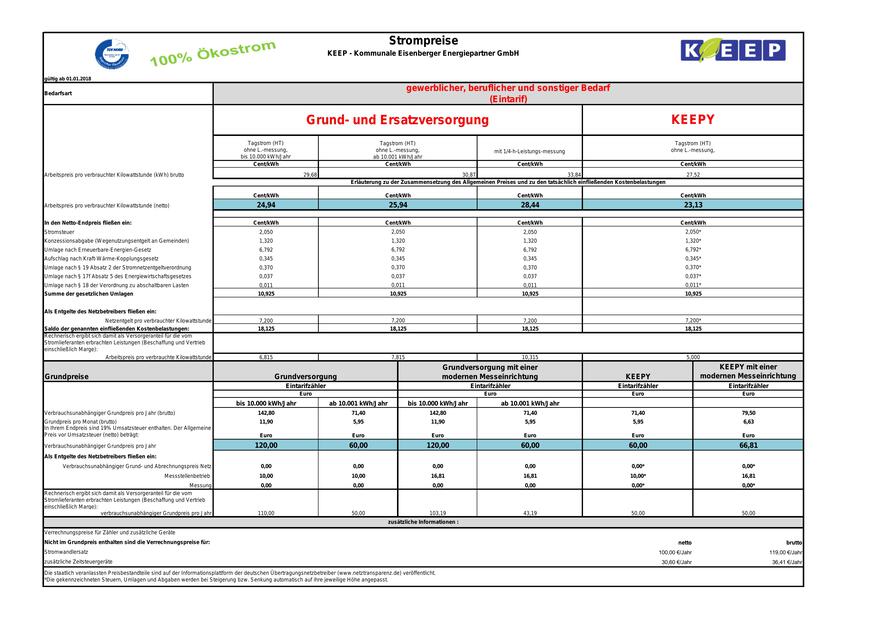 Strompreise
100% Ökostrom
KEEP - Kommunale Eisenberger Energiepartner GmbH
KEEP
gültig ab 01.01.2018
Bedarfsart
gewerblicher, beruflicher und sonstiger Bedarf
(Eintarif)
Grund- und Ersatzversorgung KEEPY
Tagstrom (HT) ohne L.-messung, bis 10.000 kWh/Jahr
Tagstrom (HT) ohne L.-messung, ab 10.001 kWh/Jahr
mit 1/4-h-Leistungs-messung
Tagstrom (HT) ohne L.-messung,
Cent/kWh Cent/kWh Cent/kWh Cent/kWh
Arbeitspreis pro verbrauchter Kilowattstunde (kWh) brutto 29,68 30,87 33,84 27,52
Erläuterung zu der Zusammensetzung des Allgemeinen Preises und zu den tatsächlich einfließenden Kostenbelastungen
Cent/kWh Cent/kWh Cent/kWh Cent/kWh
Arbeitspreis pro verbrauchter Kilowattstunde (netto) 24,94 25,94 28,44 23,13
In den Netto-Endpreis fließen ein: Cent/kWh Cent/kWh Cent/kWh Cent/kWh
Stromsteuer 2,050 2,050 2,050 2,050*
Konzessionsabgabe (Wegenutzungsentgelt an Gemeinden) 1,320 1,320 1,320 1,320*
Umlage nach Erneuerbare-Energien-Gesetz 6,792 6,792 6,792 6,792*
Aufschlag nach Kraft-Wärme-Kopplungsgesetz 0,345 0,345 0,345 0,345*
Umlage nach § 19 Absatz 2 der Stromnetzentgeltverordnung 0,370 0,370 0,370 0,370*
Umlage nach § 17f Absatz 5 des Energiewirtschaftsgesetzes 0,037 0,037 0,037 0,037*
Umlage nach § 18 der Verordnung zu abschaltbaren Lasten 0,011 0,011 0,011 0,011*
Summe der gesetzlichen Umlagen 10,925 10,925 10,925 10,925
Als Entgelte des Netzbetreibers fließen ein:
Netzentgelt pro verbrauchter Kilowattstunde 7,200 7,200 7,200 7,200*
Saldo der genannten einfließenden Kostenbelastungen: 18,125 18,125 18,125 18,125
Rechnerisch ergibt sich damit als Versorgeranteil für die vom
Stromlieferanten erbrachten Leistungen (Beschaffung und Vertrieb
einschließlich Marge):
Arbeitspreis pro verbrauchte Kilowattstunde 6,815 7,815 10,315 5,000
Grundpreise Grundversorgung Grundversorgung mit einer modernen Messeinrichtung KEEPY KEEPY mit einer modernen Messeinrichtung
Eintarifzähler Eintarifzähler Eintarifzähler Eintarifzähler
Euro Euro Euro Euro
bis 10.000 kWh/Jahr ab 10.001 kWh/Jahr bis 10.000 kWh/Jahr ab 10.001 kWh/Jahr
Verbrauchsunabhängiger Grundpreis pro Jahr (brutto) 142,80 71,40 142,80 71,40 71,40 79,50
Grundpreis pro Monat (brutto) 11,90 5,95 11,90 5,95 5,95 6,63
In Ihrem Endpreis sind 19% Umsatzsteuer enthalten. Der Allgemeine
Preis vor Umsatzsteuer (netto) beträgt: Euro Euro Euro Euro Euro Euro
Verbrauchsunabhängiger Grundpreis pro Jahr 120,00 60,00 120,00 60,00 60,00 66,81
Als Entgelte des Netzbetreibers fließen ein:
Verbrauchsunabhängiger Grund- und Abrechnungspreis Netz 0,00 0,00 0,00 0,00 0,00* 0,00*
Messstellenbetrieb 10,00 10,00 16,81 16,81 10,00* 16,81
Messung 0,00 0,00 0,00 0,00 0,00* 0,00*
Rechnerisch ergibt sich damit als Versorgeranteil für die vom
Stromlieferanten erbrachten Leistungen (Beschaffung und Vertrieb
einschließlich Marge):
verbrauchsunabhängiger Grundpreis pro Jahr 110,00 50,00 103,19 43,19 50,00 50,00
zusätzliche Informationen :
Verrechnungspreise für Zähler und zusätzliche Geräte
Nicht im Grundpreis enthalten sind die Verrechnungspreise für: netto brutto
Stromwandlersatz 100,00 €/Jahr 119,00 €/Jahr
zusätzliche Zeitsteuergeräte 30,60 €/Jahr 36,41 €/Jahr
Die staatlich veranlassten Preisbestandteile sind auf der Informationsplattform der deutschen Übertragungsnetzbetreiber (www.netztransparenz.de) veröffentlicht.
*Die gekennzeichneten Steuern, Umlagen und Abgaben werden bei Steigerung bzw. Senkung automatisch auf ihre jeweilige Höhe angepasst.